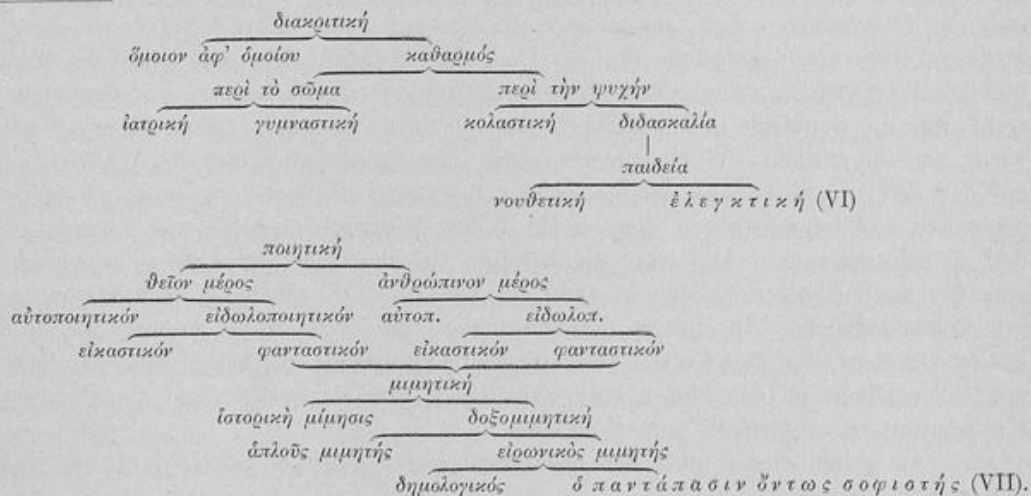 διακριτική
ὅμοιον ἀφ' ὁμοίου καθαρμός
περὶ τὸ σῶμα περὶ τὴν ψυχήν
ἰατρική γυμναστική κολαστική διδασκαλία
παιδεία
νουθετική ἐλεγκτική (VI)
ποιητική
θεῖον μέρος ἀνθρώπινον μέρος
αὐτοποιητικόν εἰδωλοποιητικόν αὐτοπ. εἰδωλοπ.
εἰκαστικόν φανταστικόν εἰκαστικόν φανταστικόν
μιμητική
ἱστορικὴ μίμησις δοξομιμητική
ἁπλοῦς μιμητής εἰρωνικὸς μιμητής
δημολογικός ὁ παντάπασιν ὄντως σοφιστής (VII).